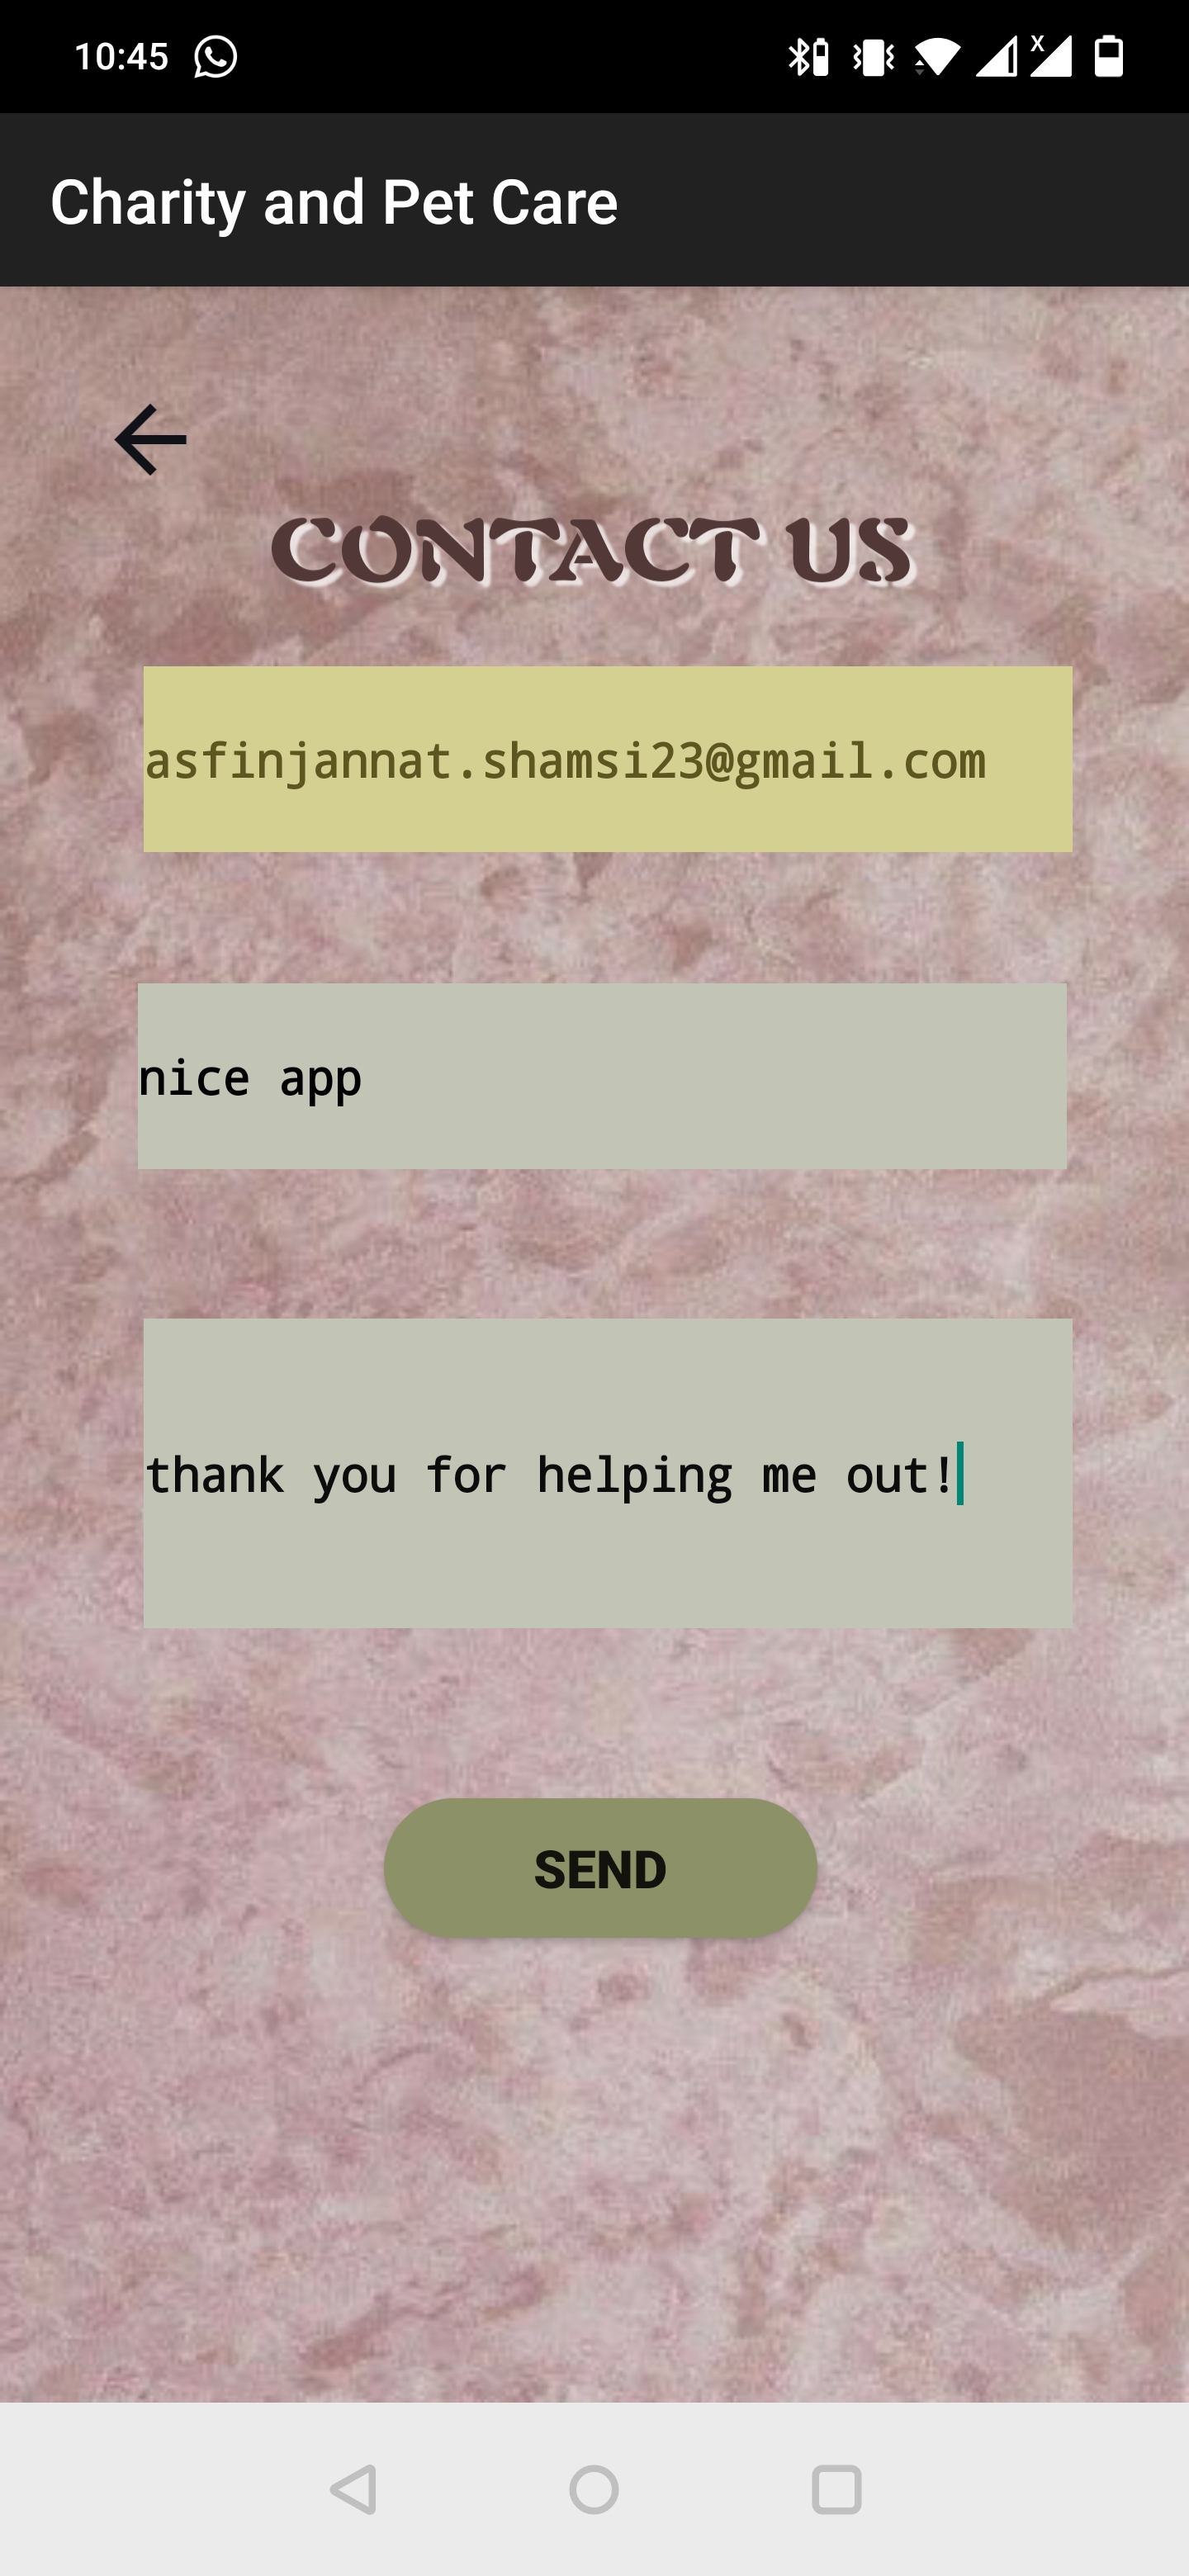 10:45
Charity and Pet Care
CONTACT US
asfinjannat.shamsi23@gmail.com
nice app
thank you for helping me out!
SEND